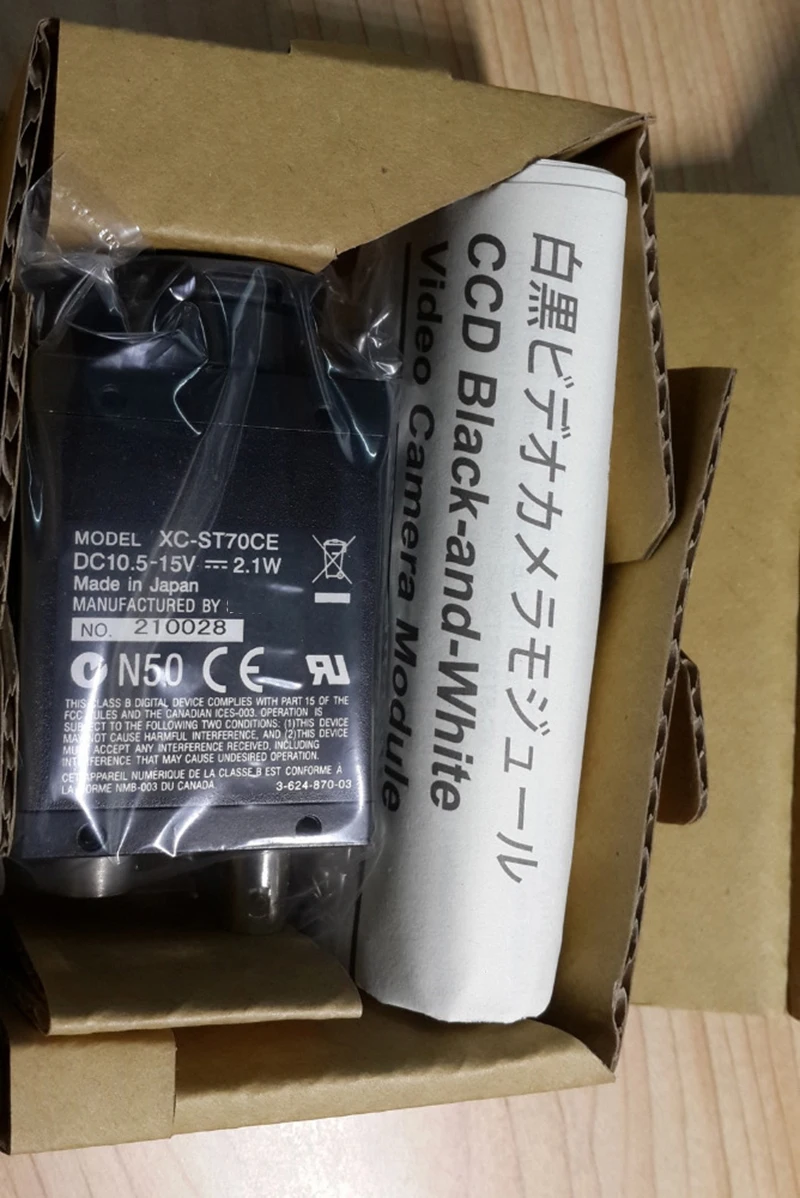 MODEL XC-ST70CE
DC10.5-15V ⎓ 2.1W
Made in Japan
MANUFACTURED BY
NO. 210028
N50 CE
THIS CLASS B DIGITAL DEVICE COMPLIES WITH PART 15 OF THE
FCC RULES AND THE CANADIAN ICES-003. OPERATION IS
SUBJECT TO THE FOLLOWING TWO CONDITIONS: (1)THIS DEVICE
MAY NOT CAUSE HARMFUL INTERFERENCE, AND (2)THIS DEVICE
MUST ACCEPT ANY INTERFERENCE RECEIVED, INCLUDING
INTERFERENCE THAT MAY CAUSE UNDESIRED OPERATION.
CET APPAREIL NUMÉRIQUE DE LA CLASSE B EST CONFORME À
LA NORME NMB-003 DU CANADA 3-624-870-03
白黒ビデオカメラモジュール
CCD Black-and-White
Video Camera Module